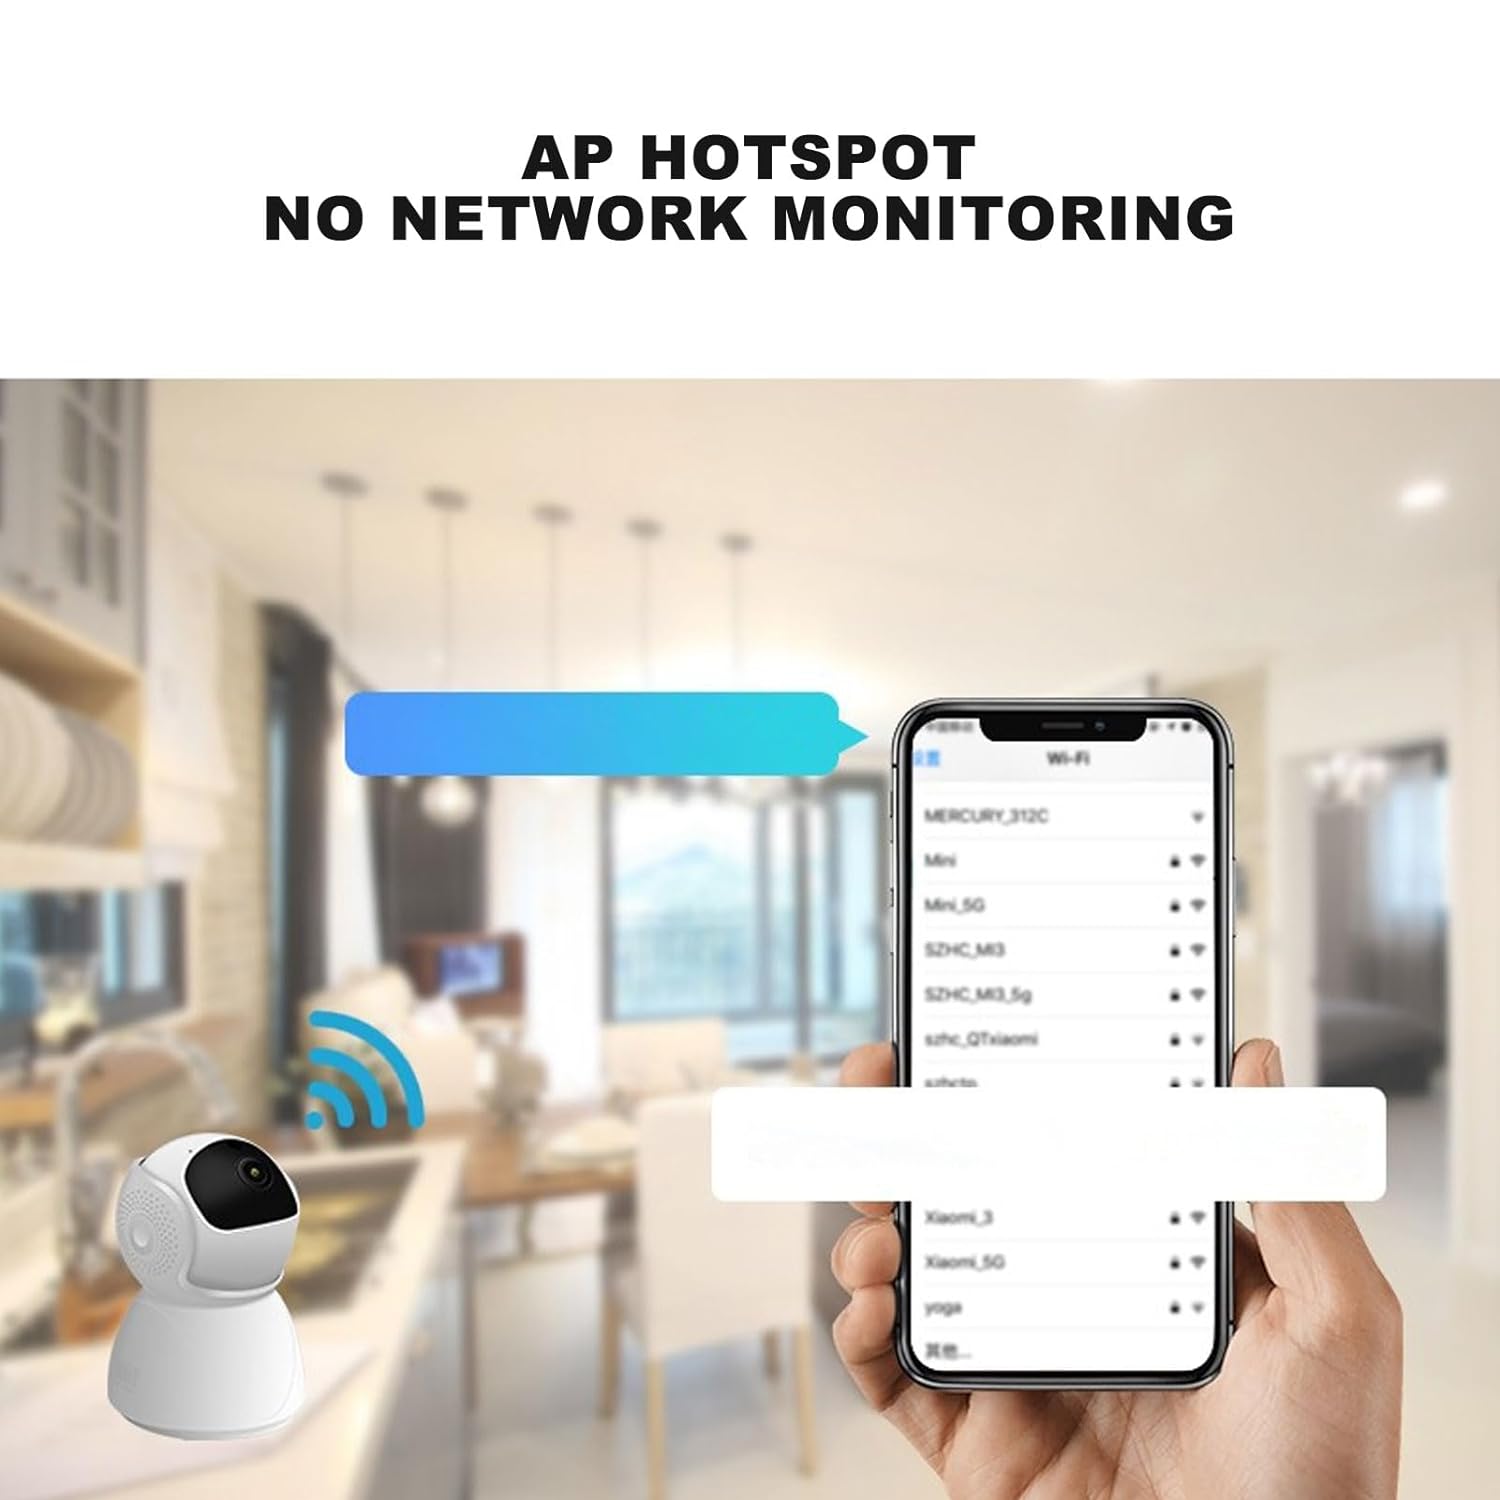 AP HOTSPOT
NO NETWORK MONITORING
设置
Wi-Fi
MERCURY_312C
Mini
Mini_5G
SZHC_MI3
SZHC_MI3_5g
szhc_QTxiaomi
Xiaomi_3
Xiaomi_5G
yoga
其他...